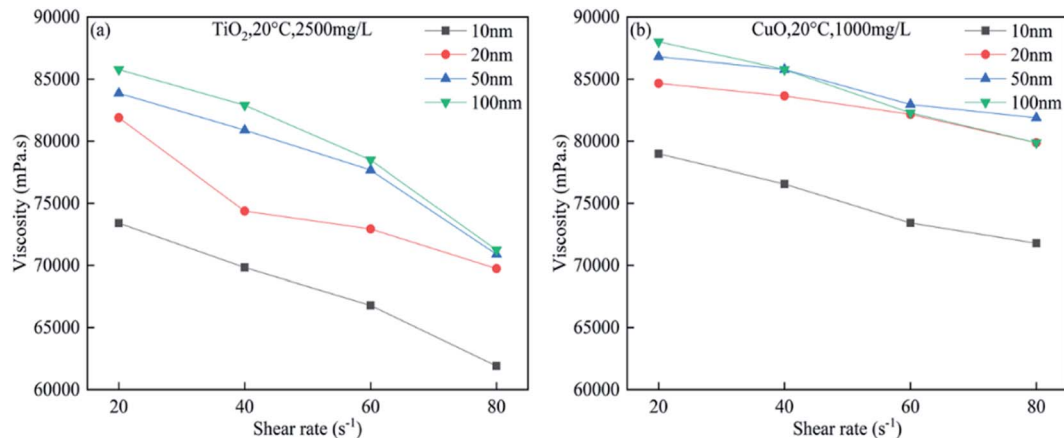 (a)
TiO₂,20°C,2500mg/L
10nm
20nm
50nm
100nm
90000
85000
80000
75000
70000
65000
60000
Viscosity (mPa.s)
20
40
60
80
Shear rate (s⁻¹)
(b)
CuO,20°C,1000mg/L
10nm
20nm
50nm
100nm
90000
85000
80000
75000
70000
65000
60000
Viscosity (mPa.s)
20
40
60
80
Shear rate (s⁻¹)